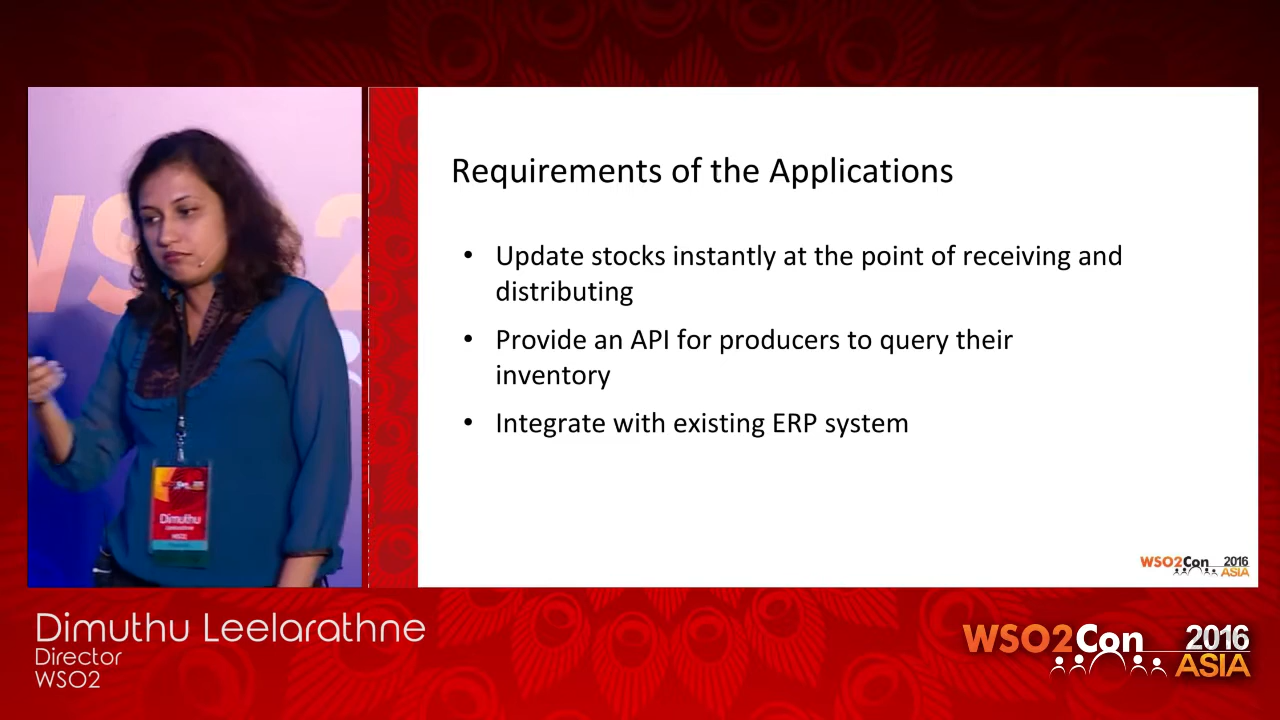 Requirements of the Applications
• Update stocks instantly at the point of receiving and
distributing
• Provide an API for producers to query their
inventory
• Integrate with existing ERP system
WSO2Con 2016
ASIA
WSO2
Dimuthu
Dimuthu Leelarathne
Director
WSO2
WSO2Con 2016
ASIA